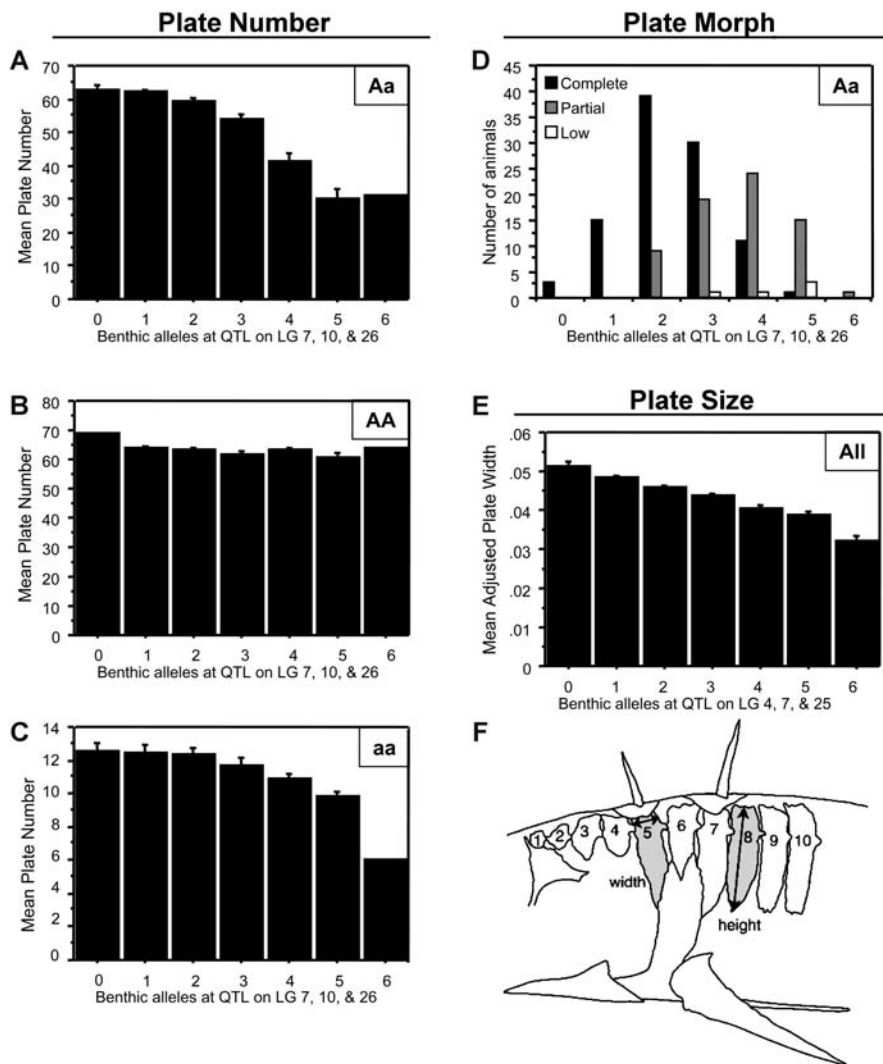 Plate Number
A
Aa
Mean Plate Number
70
60
50
40
30
20
10
0
0 1 2 3 4 5 6
Benthic alleles at QTL on LG 7, 10, & 26
B
AA
Mean Plate Number
80
70
60
50
40
30
20
10
0
0 1 2 3 4 5 6
Benthic alleles at QTL on LG 7, 10, & 26
C
aa
Mean Plate Number
14
12
10
8
6
4
2
0
0 1 2 3 4 5 6
Benthic alleles at QTL on LG 7, 10, & 26
Plate Morph
D
Aa
Complete
Partial
Low
Number of animals
45
40
35
30
25
20
15
10
5
0
0 1 2 3 4 5 6
Benthic alleles at QTL on LG 7, 10, & 26
Plate Size
E
All
Mean Adjusted Plate Width
.06
.05
.04
.03
.02
.01
0
0 1 2 3 4 5 6
Benthic alleles at QTL on LG 4, 7, & 25
F
1 2 3 4 5 6 7 8 9 10
width
height